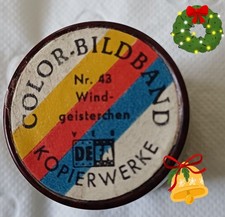 COLOR-BILDBAND
Nr. 43
Wind-
geisterchen
VEB
DEFA
KOPIERWERKE